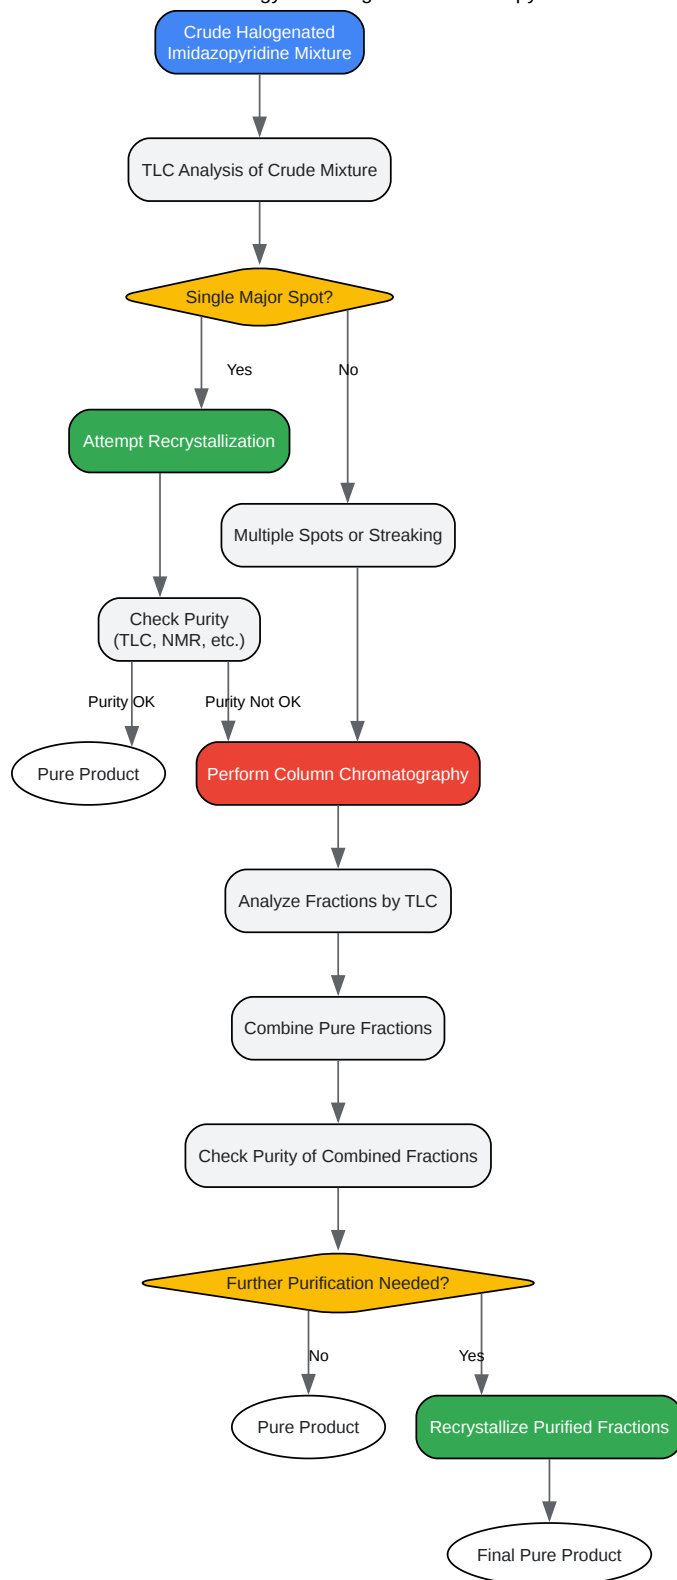 Crude Halogenated
Imidazopyridine Mixture
TLC Analysis of Crude Mixture
Single Major Spot?
Yes
No
Attempt Recrystallization
Multiple Spots or Streaking
Check Purity
(TLC, NMR, etc.)
Purity OK
Purity Not OK
Pure Product
Perform Column Chromatography
Analyze Fractions by TLC
Combine Pure Fractions
Check Purity of Combined Fractions
Further Purification Needed?
No
Yes
Pure Product
Recrystallize Purified Fractions
Final Pure Product